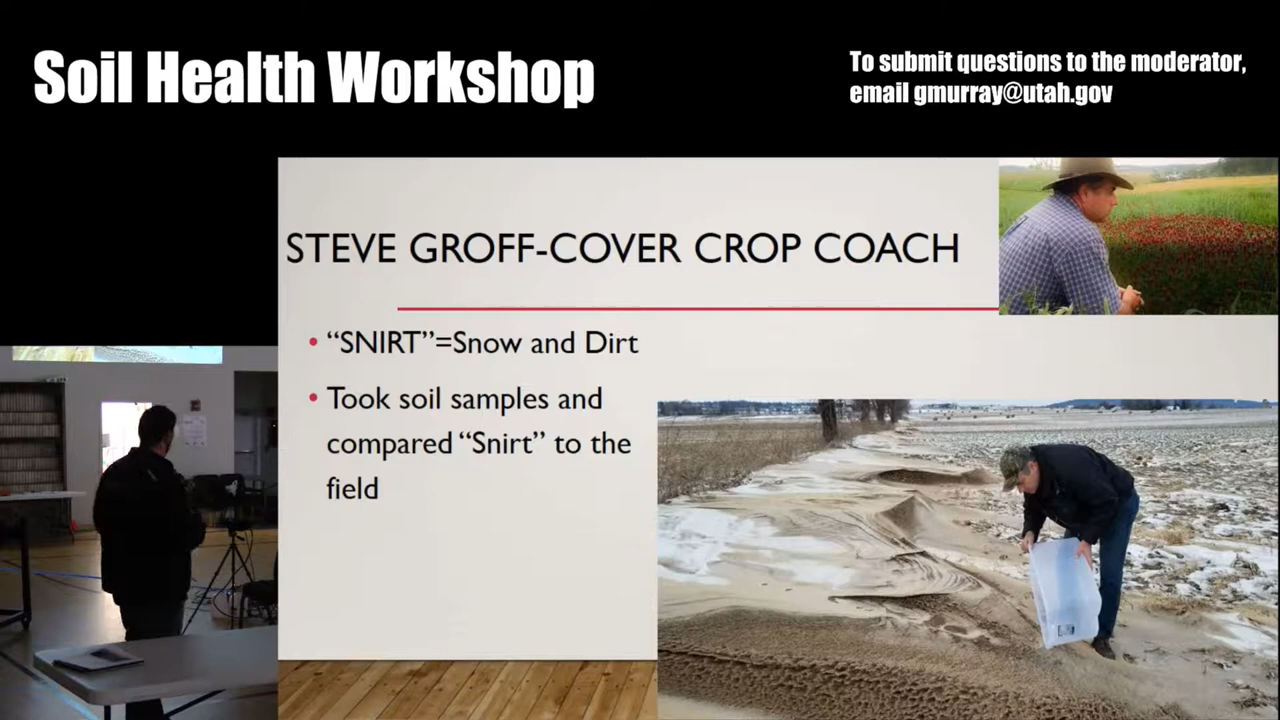 Soil Health Workshop
To submit questions to the moderator,
email gmurray@utah.gov
STEVE GROFF-COVER CROP COACH
• “SNIRT”=Snow and Dirt
• Took soil samples and
compared “Snirt” to the
field